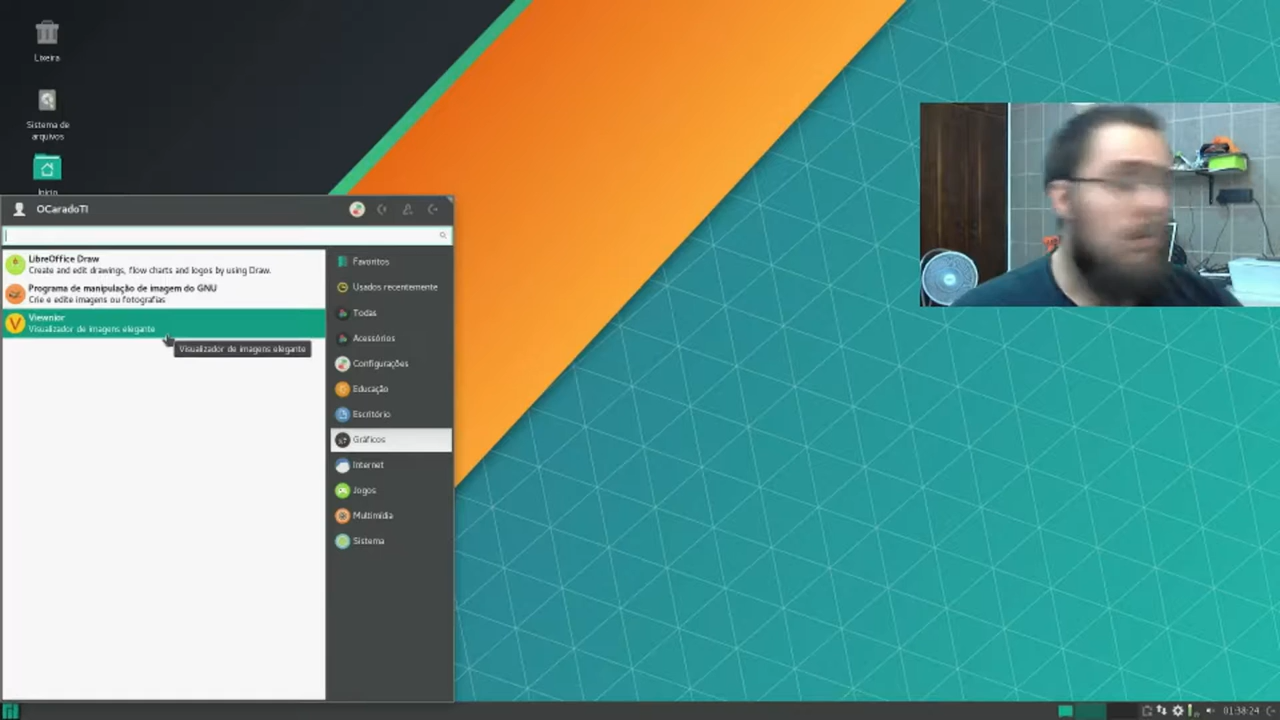 Lixeira
Sistema de
arquivos
Início
OCaradoTI
LibreOffice Draw
Create and edit drawings, flow charts and logos by using Draw.
Programa de manipulação de imagem do GNU
Crie e edite imagens ou fotografias
Viewnior
Visualizador de imagens elegante
Visualizador de imagens elegante
Favoritos
Usados recentemente
Todas
Acessórios
Configurações
Educação
Escritório
Gráficos
Internet
Jogos
Multimídia
Sistema
01:38:24